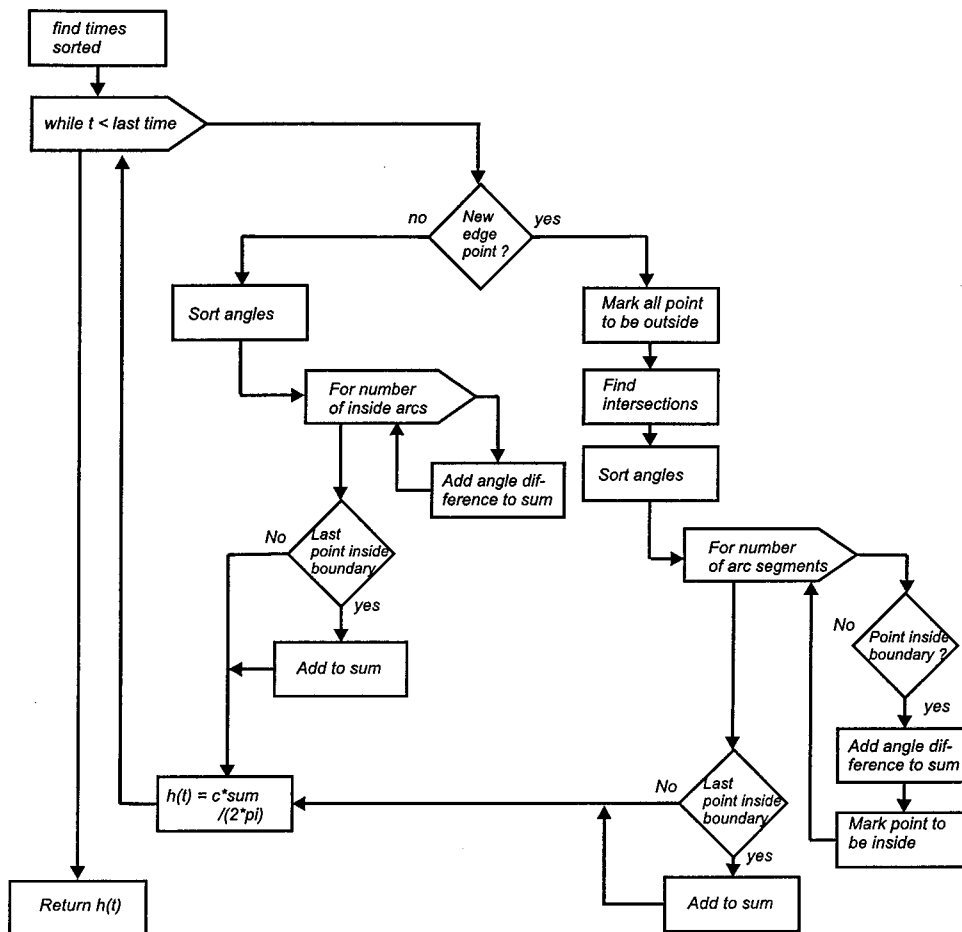 find times
sorted
while t < last time
no
New
edge
point ?
yes
Sort angles
Mark all point
to be outside
For number
of inside arcs
Find
intersections
Add angle dif-
ference to sum
Sort angles
No
Last
point inside
boundary
yes
For number
of arc segments
Add to sum
No
Point inside
boundary ?
yes
Add angle dif-
ference to sum
h(t) = c*sum
/(2*pi)
No
Last
point inside
boundary
yes
Mark point to
be inside
Add to sum
Return h(t)